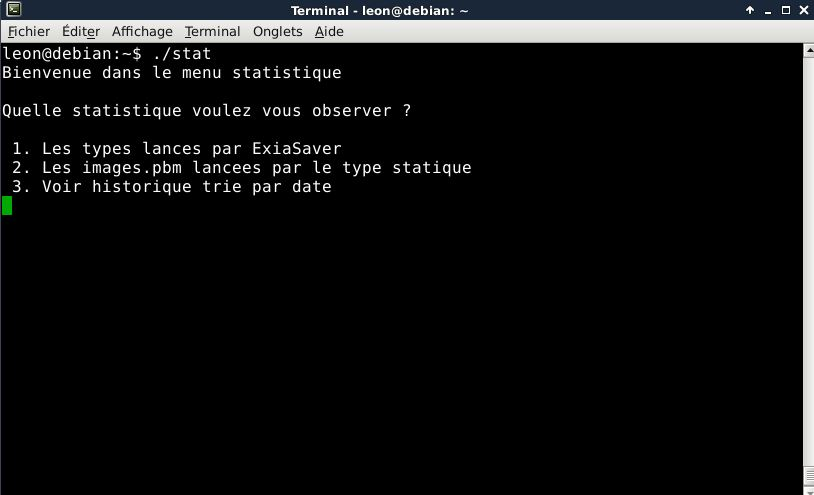 Terminal - leon@debian: ~
Fichier Éditer Affichage Terminal Onglets Aide
leon@debian:~$ ./stat
Bienvenue dans le menu statistique
Quelle statistique voulez vous observer ?
1. Les types lances par ExiaSaver
2. Les images.pbm lancees par le type statique
3. Voir historique trie par date